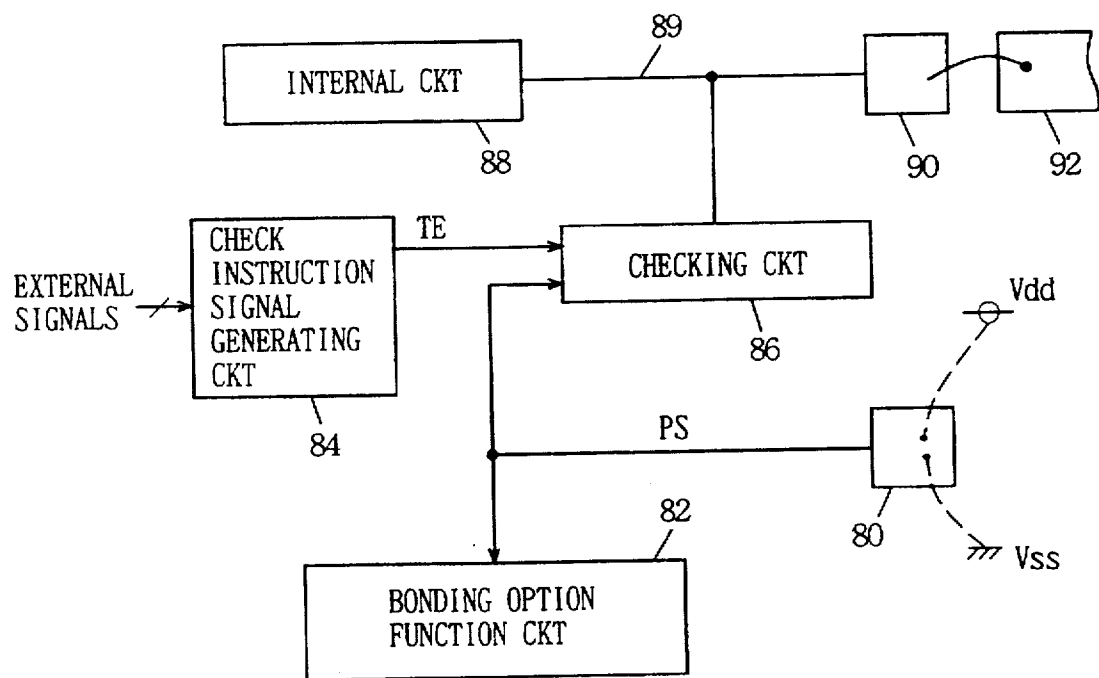 89
INTERNAL CKT
88
90
92
TE
CHECK
INSTRUCTION
SIGNAL
GENERATING
CKT
84
EXTERNAL
SIGNALS
CHECKING CKT
86
Vdd
PS
80
Vss
82
BONDING OPTION
FUNCTION CKT